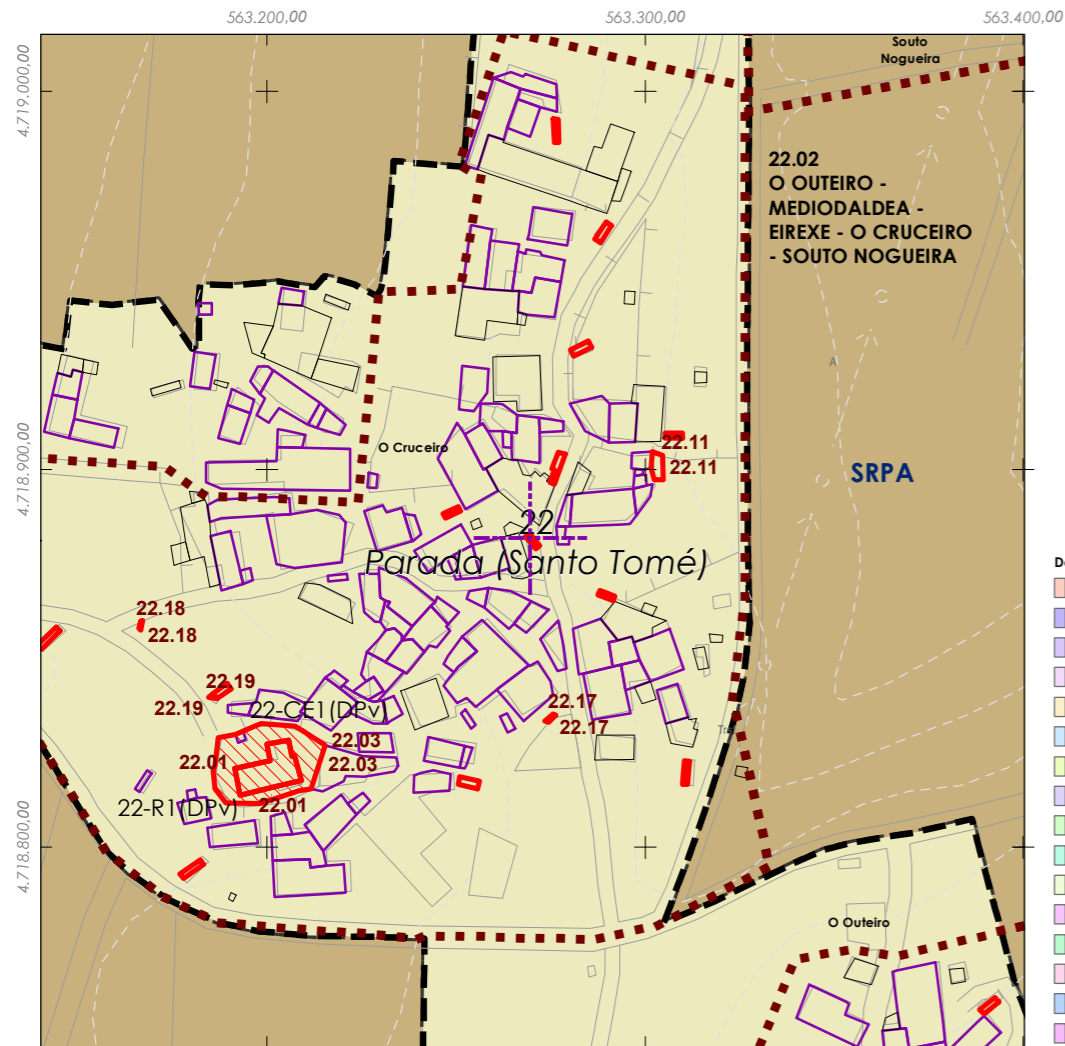 563.200,00
563.300,00
563.400,00
4.719.000,00
4.718.900,00
4.718.800,00
Souto
Nogueira
22.02
O OUTEIRO -
MEDIODALDEA -
EIREXE - O CRUCEIRO
- SOUTO NOGUEIRA
A
O Cruceiro
22.11
22.11
SRPA
22
Parada (Santo Tomé)
22.18
22.18
22.19
22.19
22-CE1(DPv)
22.17
22.17
22.03
22.03
22.01
22.01
22-R1(DPv)
O Outeiro